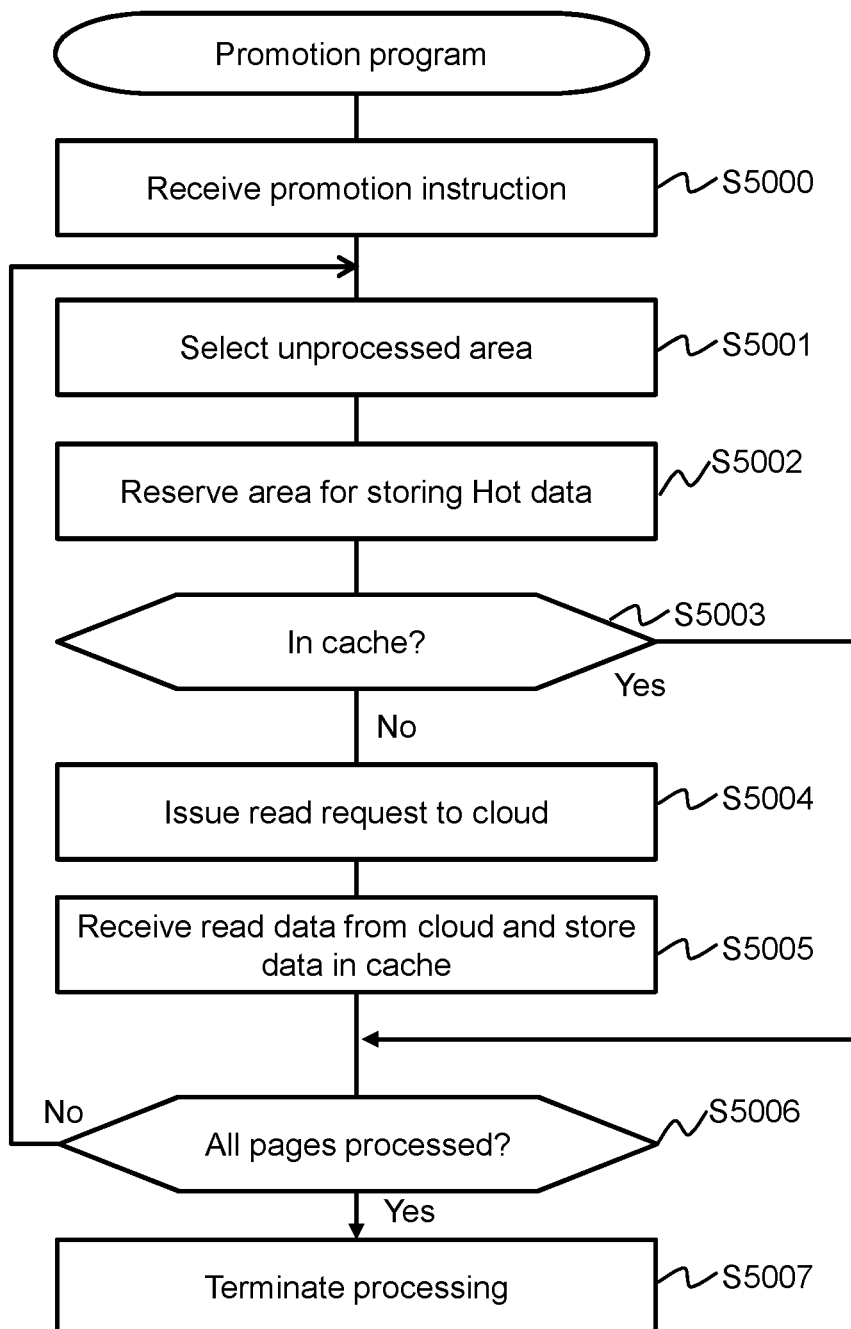 Promotion program
Receive promotion instruction
S5000
Select unprocessed area
S5001
Reserve area for storing Hot data
S5002
In cache?
S5003
Yes
No
Issue read request to cloud
S5004
Receive read data from cloud and store
data in cache
S5005
No
All pages processed?
S5006
Yes
Terminate processing
S5007